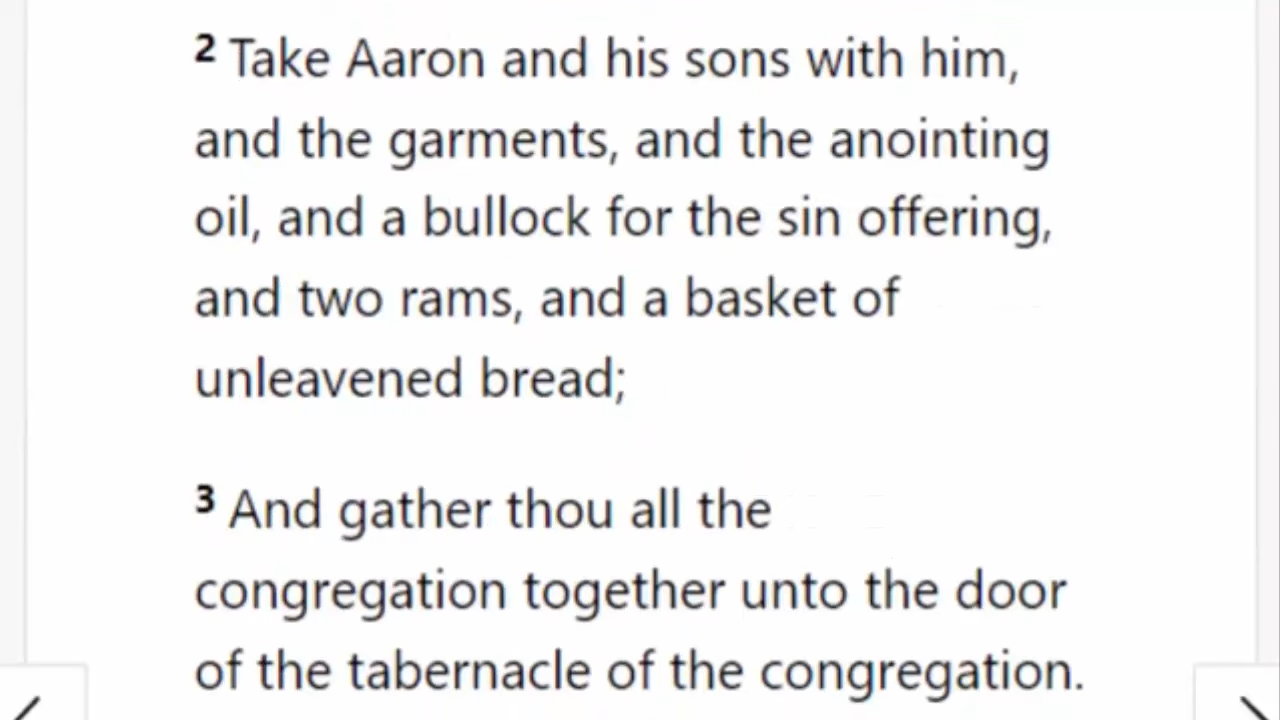 2 Take Aaron and his sons with him,
and the garments, and the anointing
oil, and a bullock for the sin offering,
and two rams, and a basket of
unleavened bread;
3 And gather thou all the
congregation together unto the door
of the tabernacle of the congregation.